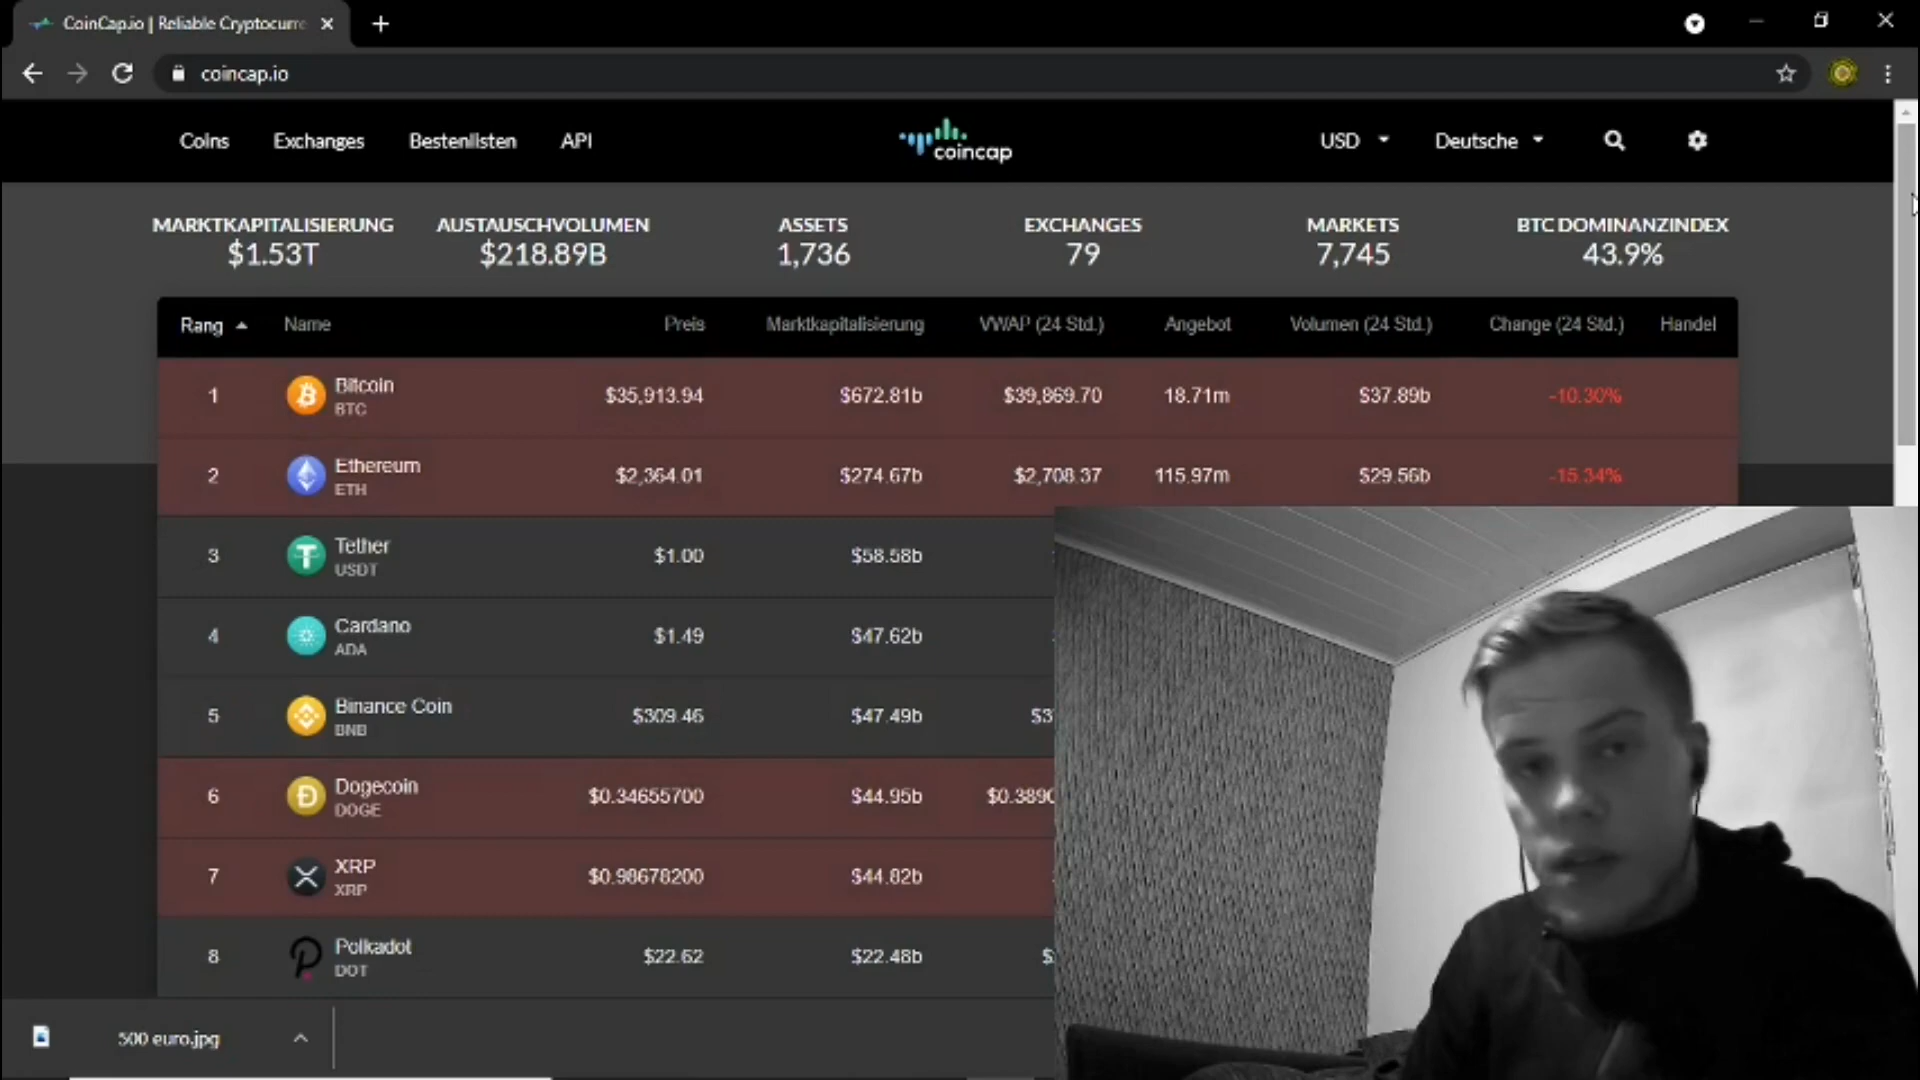 CoinCap.io | Reliable Cryptocurre
coincap.io
Coins Exchanges Bestenlisten API coincap USD Deutsche
MARKTKAPITALISIERUNG AUSTAUSCHVOLUMEN ASSETS EXCHANGES MARKETS BTC DOMINANZINDEX
$1.53T $218.89B 1,736 79 7,745 43.9%
Rang Name Preis Marktkapitalisierung VWAP (24 Std.) Angebot Volumen (24 Std.) Change (24 Std.) Handel
1 Bitcoin $35,913.94 $672.81b $39,869.70 18.71m $37.89b -10.30%
BTC
2 Ethereum $2,364.01 $274.67b $2,708.37 115.97m $29.56b -15.34%
ETH
3 Tether $1.00 $58.58b
USDT
4 Cardano $1.49 $47.62b
ADA
5 Binance Coin $309.46 $47.49b
BNB
6 Dogecoin $0.34655700 $44.95b $0.389
DOGE
7 XRP $0.98678200 $44.82b
XRP
8 Polkadot $22.62 $22.48b
DOT
500 euro.jpg